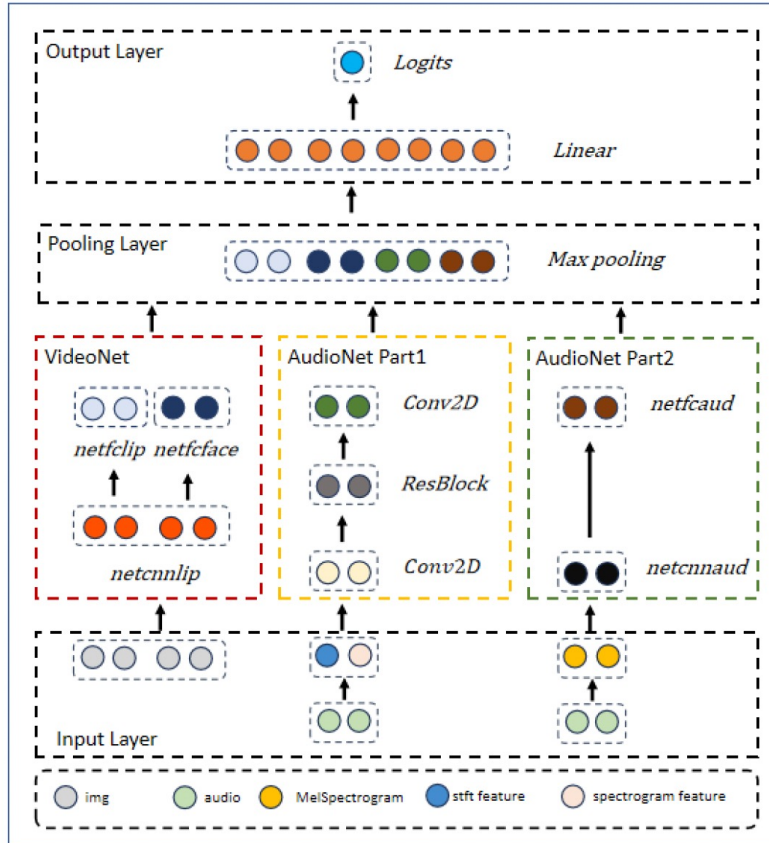 Output Layer
Logits
Linear
Pooling Layer
Max pooling
VideoNet
AudioNet Part1
AudioNet Part2
netfclip netfcface
Conv2D
netfcaud
ResBlock
netcnnlip
Conv2D
netcnnaud
Input Layer
img
audio
MelSpectrogram
stft feature
spectrogram feature